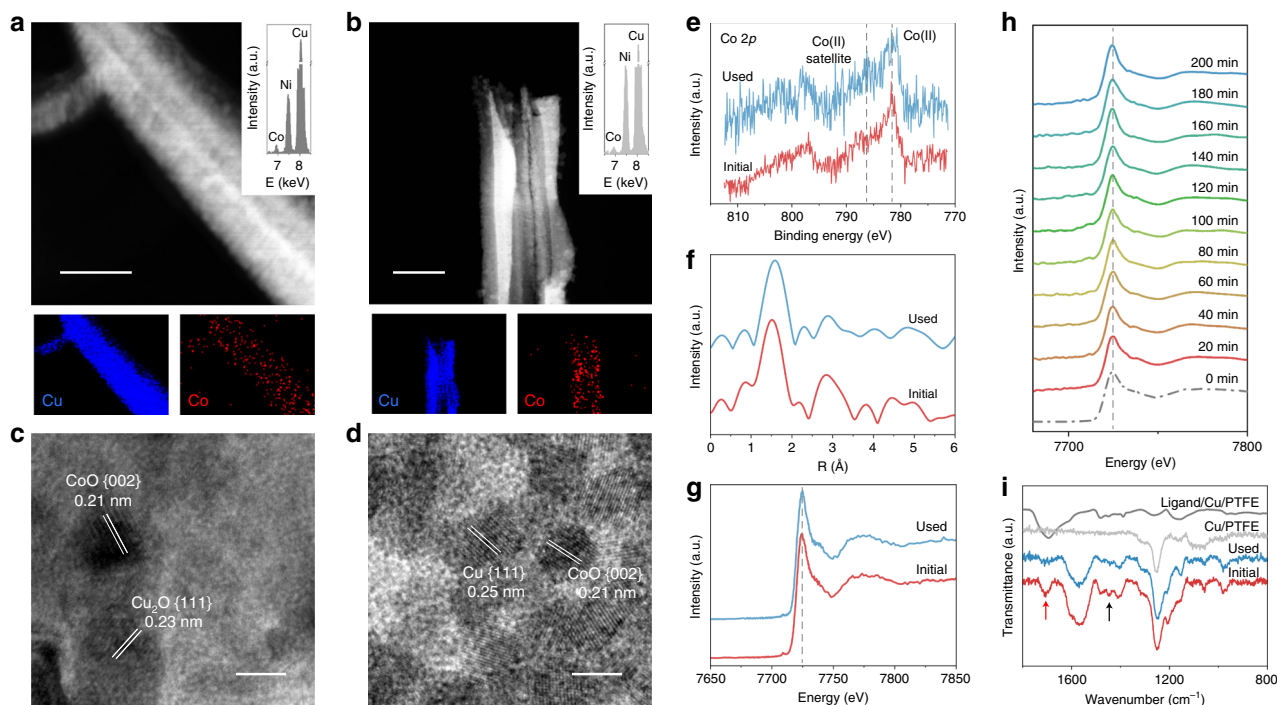 a
Intensity (a.u.)
Cu
Ni
Co
7 8
E (keV)
Cu
Co
b
Intensity (a.u.)
Cu
Ni
Co
7 8
E (keV)
Cu
Co
c
CoO {002}
0.21 nm
Cu₂O {111}
0.23 nm
d
Cu {111}
0.25 nm
CoO {002}
0.21 nm
e
Co 2p
Co(II)
satellite
Co(II)
Used
Initial
Intensity (a.u.)
810 800 790 780 770
Binding energy (eV)
f
Used
Initial
Intensity (a.u.)
0 1 2 3 4 5 6
R (Å)
g
Used
Initial
Intensity (a.u.)
7650 7700 7750 7800 7850
Energy (eV)
h
200 min
180 min
160 min
140 min
120 min
100 min
80 min
60 min
40 min
20 min
0 min
Intensity (a.u.)
7700 7800
Energy (eV)
i
Ligand/Cu/PTFE
Cu/PTFE
Used
Initial
Transmittance (a.u.)
1600 1400 1200 1000 800
Wavenumber (cm⁻¹)